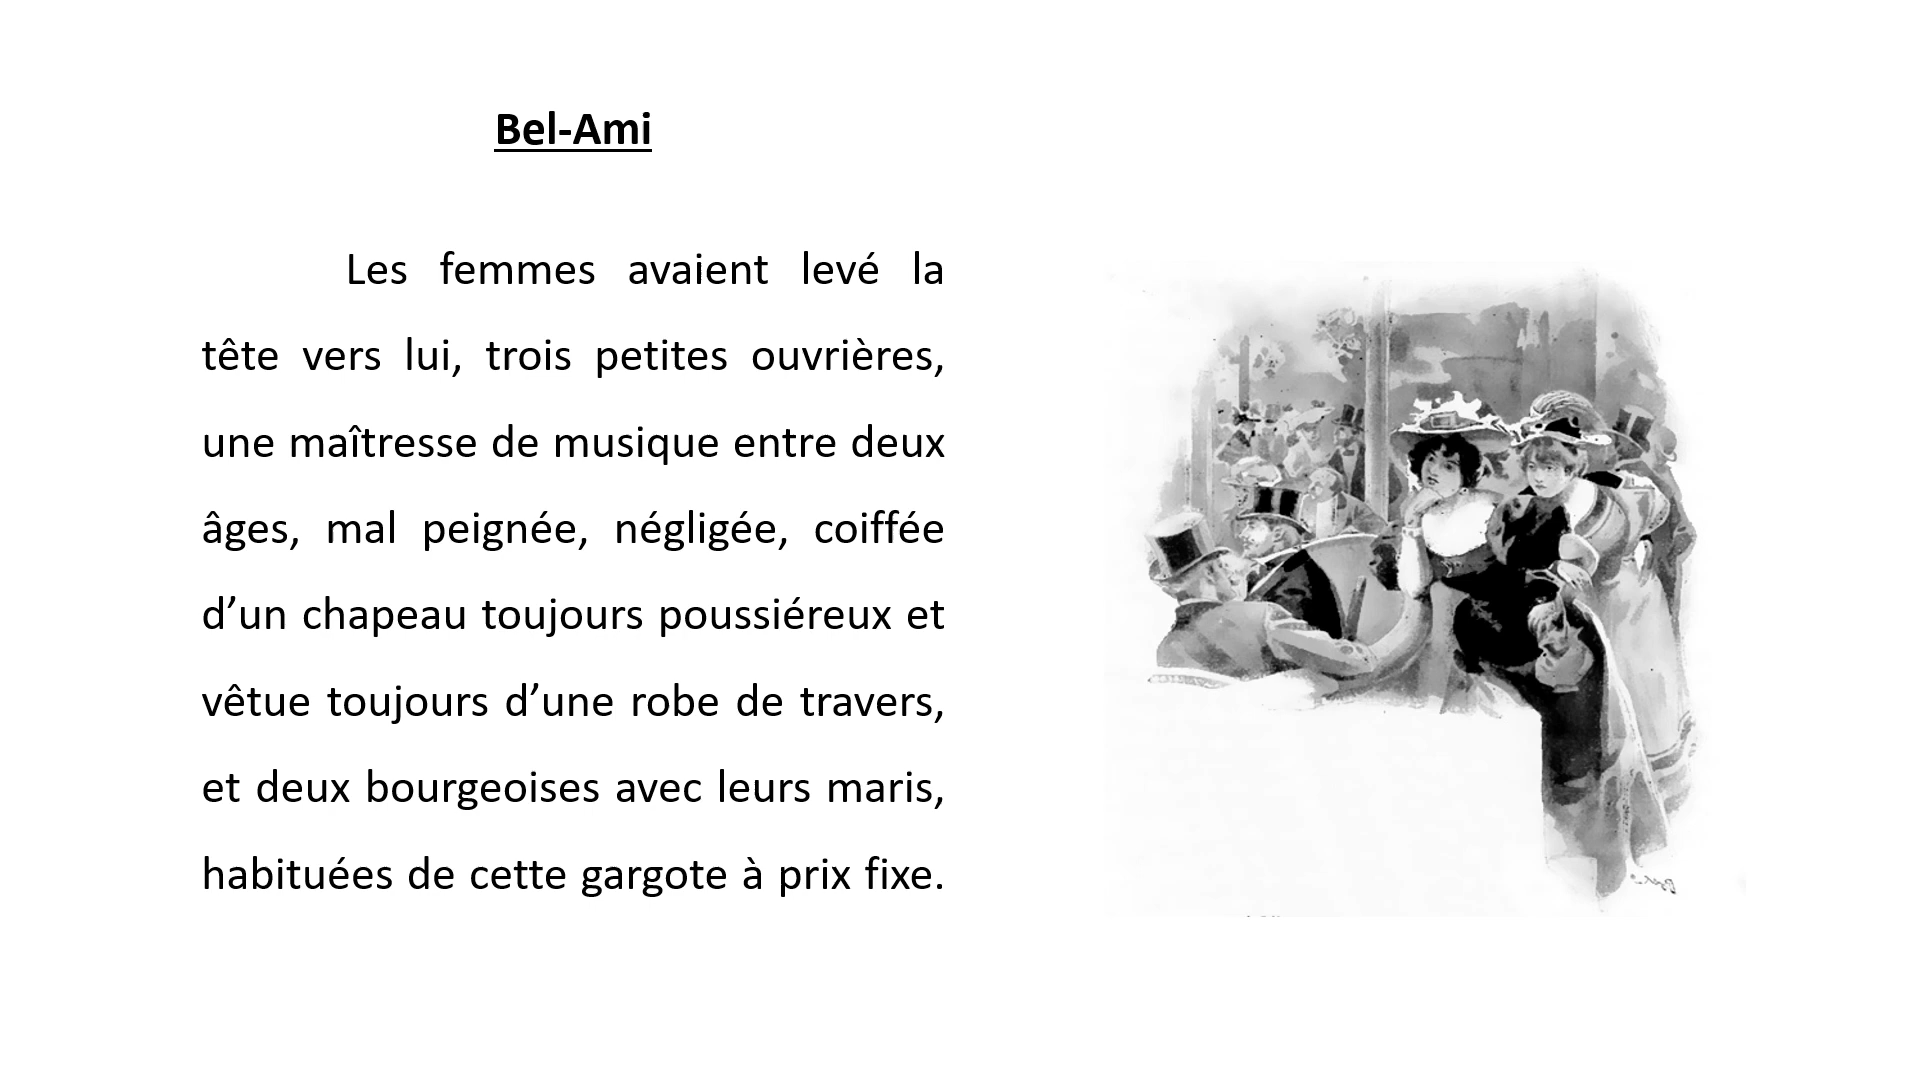 Bel-Ami
Les femmes avaient levé la
tête vers lui, trois petites ouvrières,
une maîtresse de musique entre deux
âges, mal peignée, négligée, coiffée
d’un chapeau toujours poussiéreux et
vêtue toujours d’une robe de travers,
et deux bourgeoises avec leurs maris,
habituées de cette gargote à prix fixe.